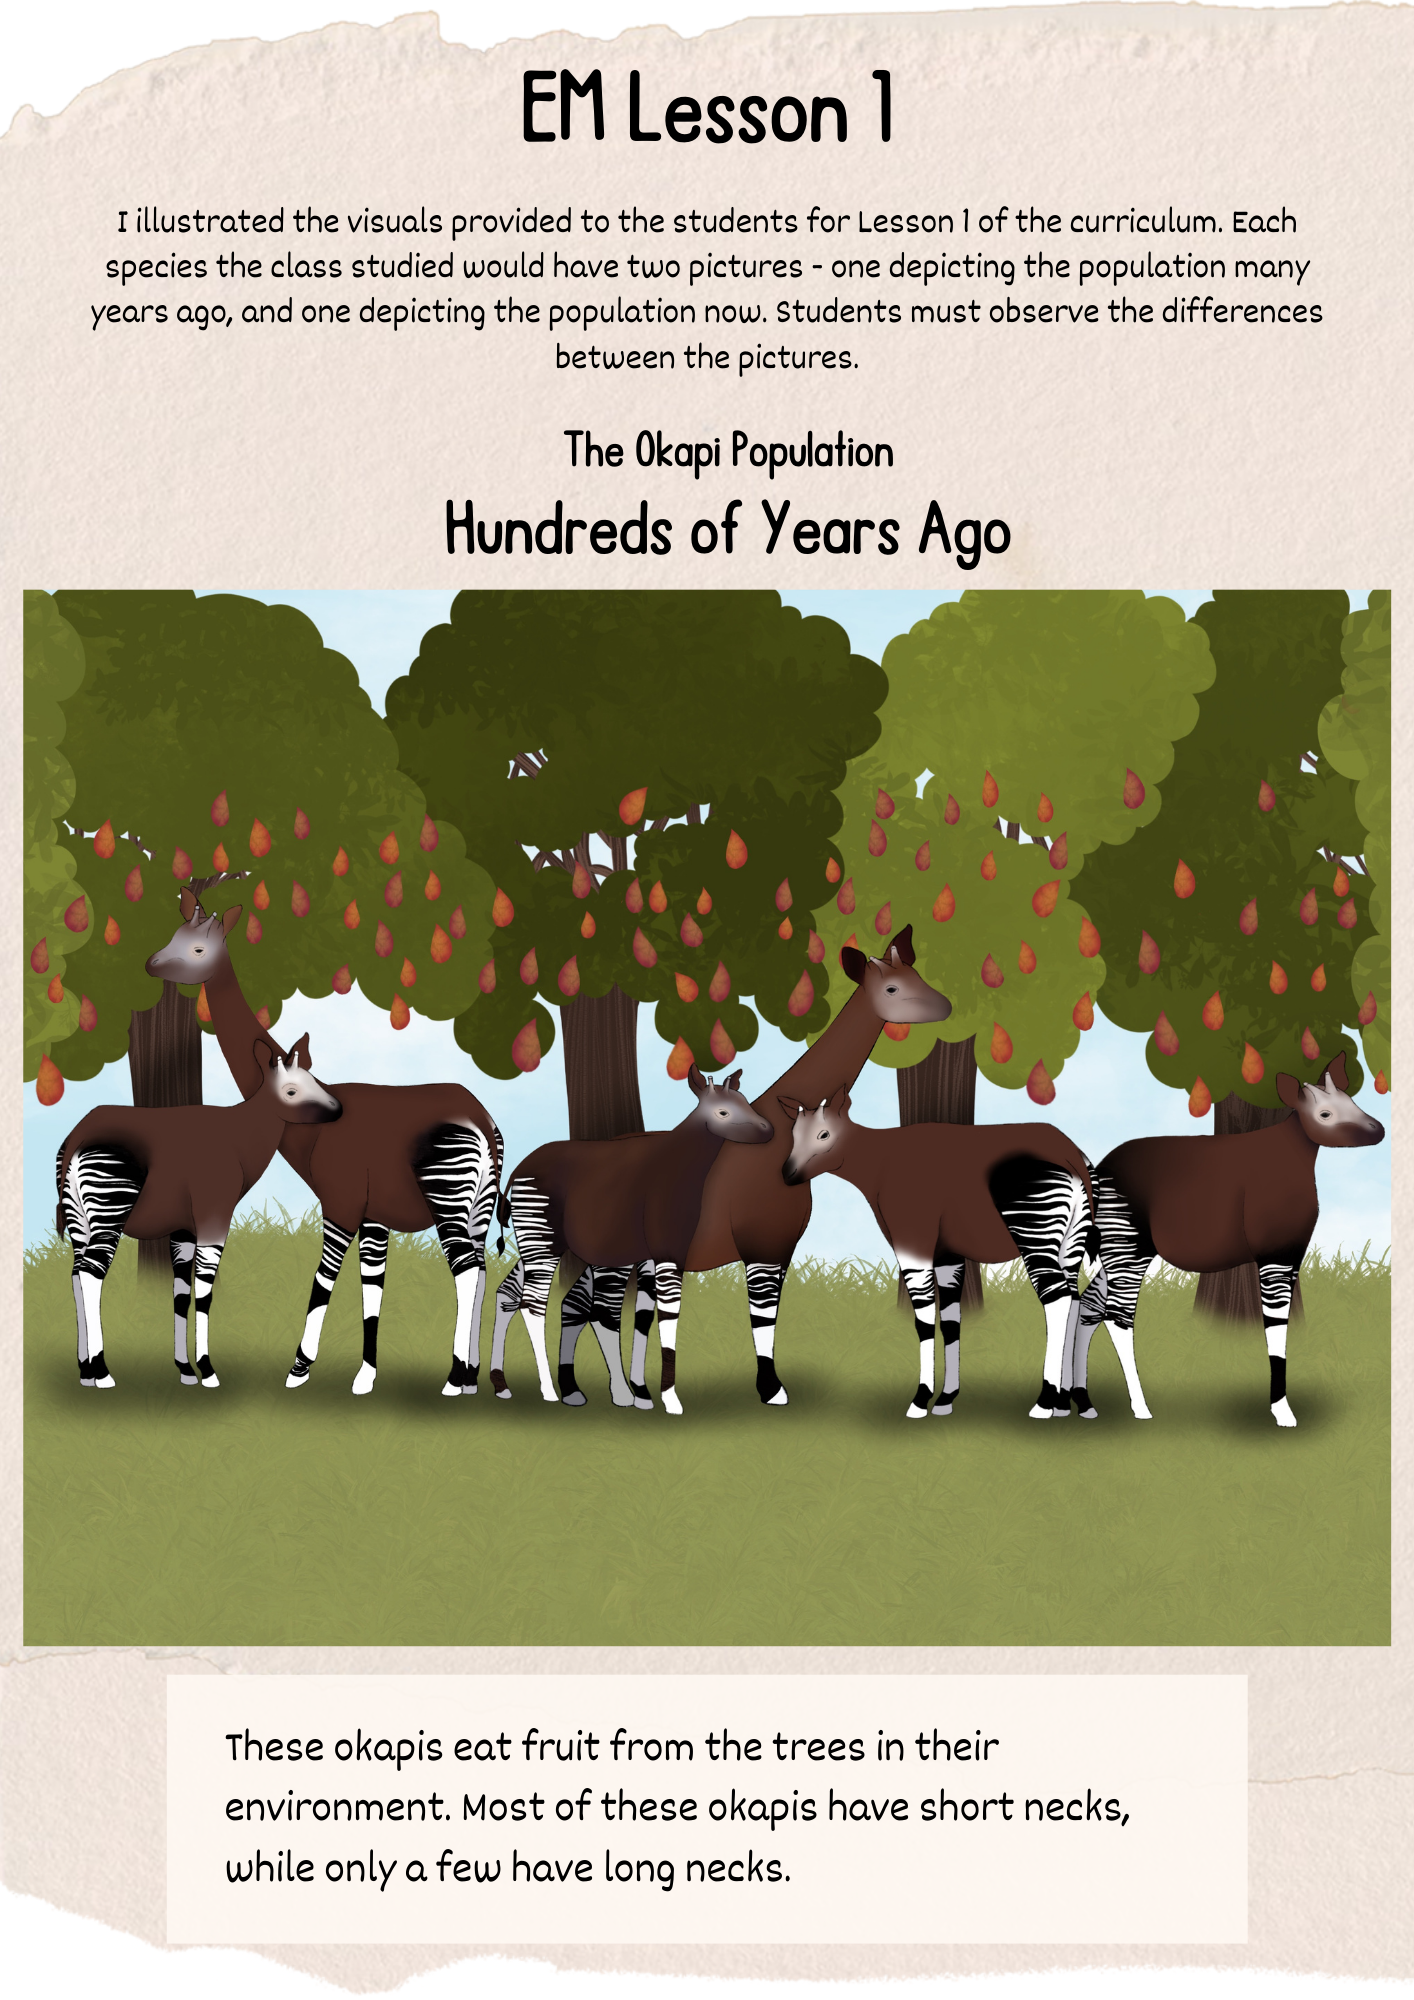 EM Lesson 1
I illustrated the visuals provided to the students for Lesson 1 of the curriculum. Each
species the class studied would have two pictures - one depicting the population many
years ago, and one depicting the population now. Students must observe the differences
between the pictures.
The Okapi Population
Hundreds of Years Ago
These okapis eat fruit from the trees in their
environment. Most of these okapis have short necks,
while only a few have long necks.